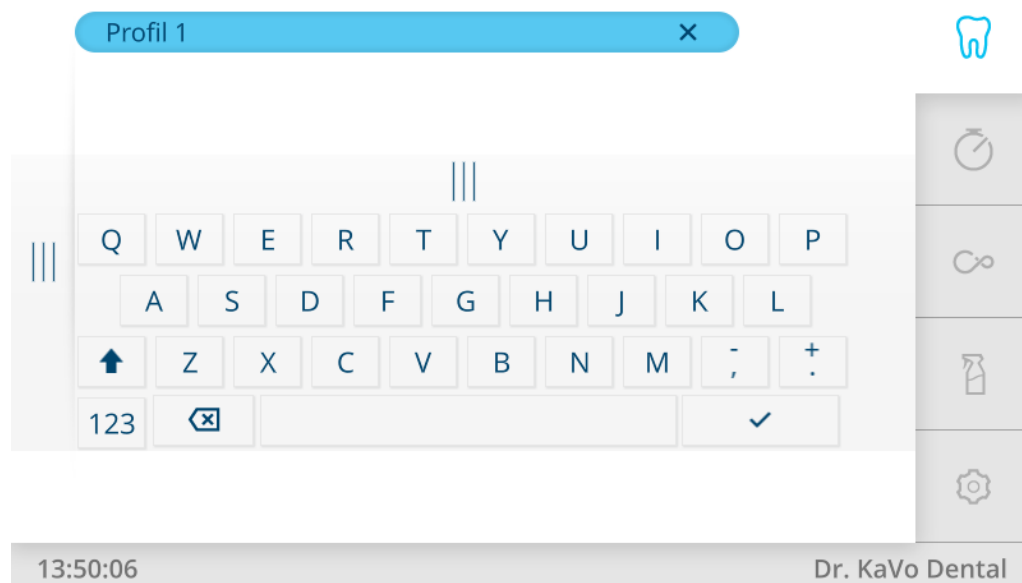 Profil 1
Q W E R T Y U I O P
A S D F G H J K L
Z X C V B N M - , + .
123
13:50:06 Dr. KaVo Dental